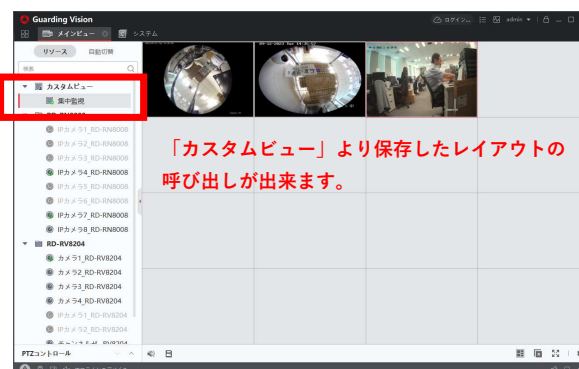 Guarding Vision
ログイン...
admin
メインビュー
システム
リソース 自動切替
検索
カスタムビュー
集中監視
IPカメラ1_RD-RN8008
IPカメラ2_RD-RN8008
IPカメラ3_RD-RN8008
IPカメラ4_RD-RN8008
IPカメラ5_RD-RN8008
IPカメラ6_RD-RN8008
IPカメラ7_RD-RN8008
IPカメラ8_RD-RN8008
RD-RV8204
カメラ1_RD-RV8204
カメラ2_RD-RV8204
カメラ3_RD-RV8204
カメラ4_RD-RV8204
IPカメラ1_RD-RV8204
IPカメラ2_RD-RV8204
PTZコントロール
「カスタムビュー」より保存したレイアウトの
呼び出しが出来ます。